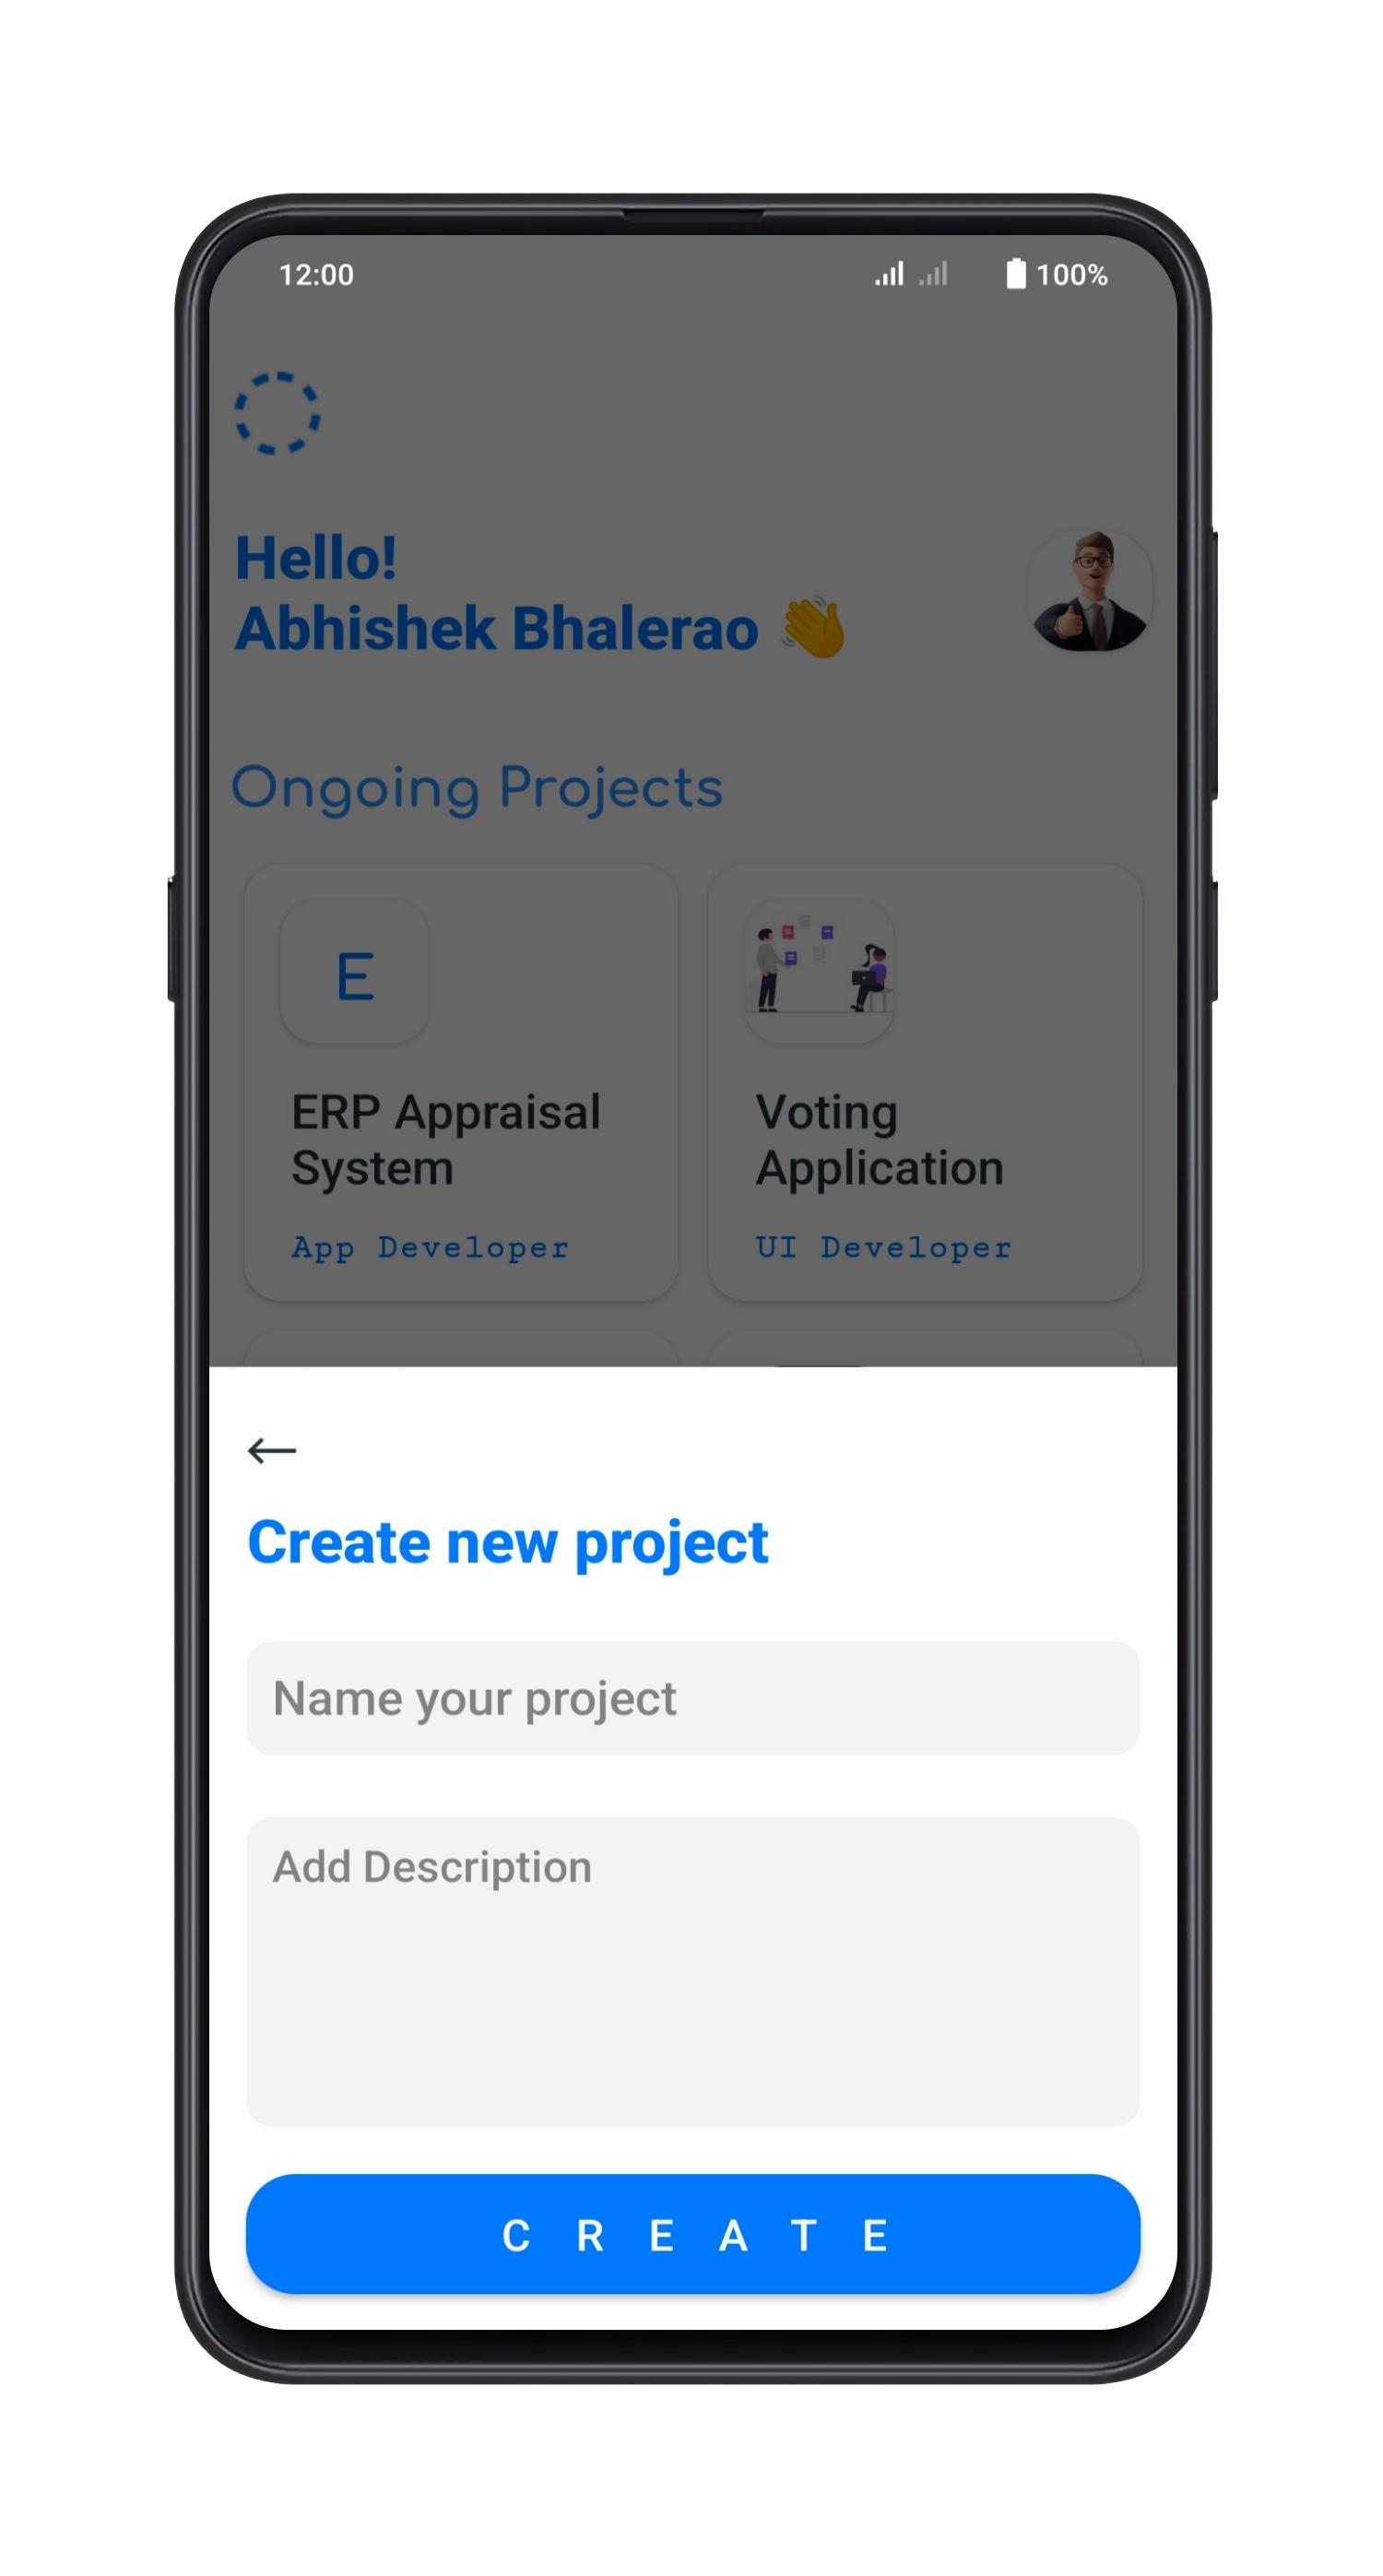 12:00
100%
Hello!
Abhishek Bhalerao 👋
Ongoing Projects
E
ERP Appraisal
System
App Developer
Voting
Application
UI Developer
Create new project
Name your project
Add Description
C R E A T E